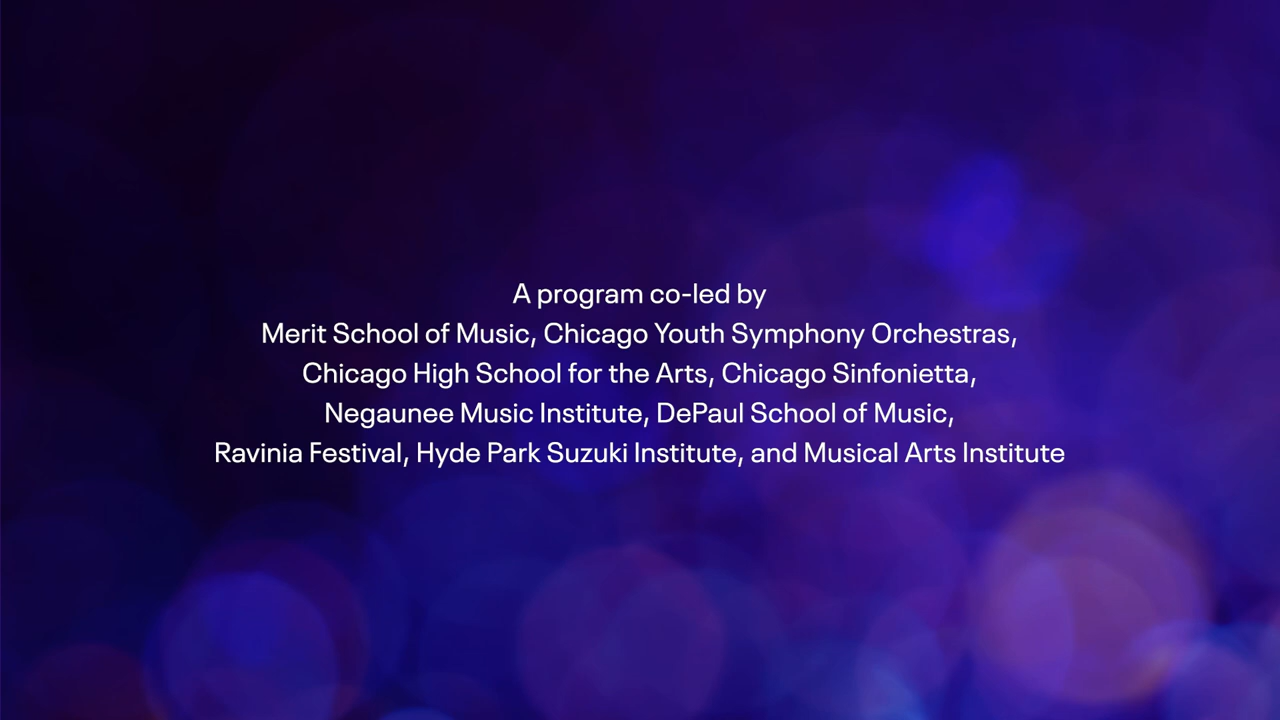 A program co-led by
Merit School of Music, Chicago Youth Symphony Orchestras,
Chicago High School for the Arts, Chicago Sinfonietta,
Negaunee Music Institute, DePaul School of Music,
Ravinia Festival, Hyde Park Suzuki Institute, and Musical Arts Institute